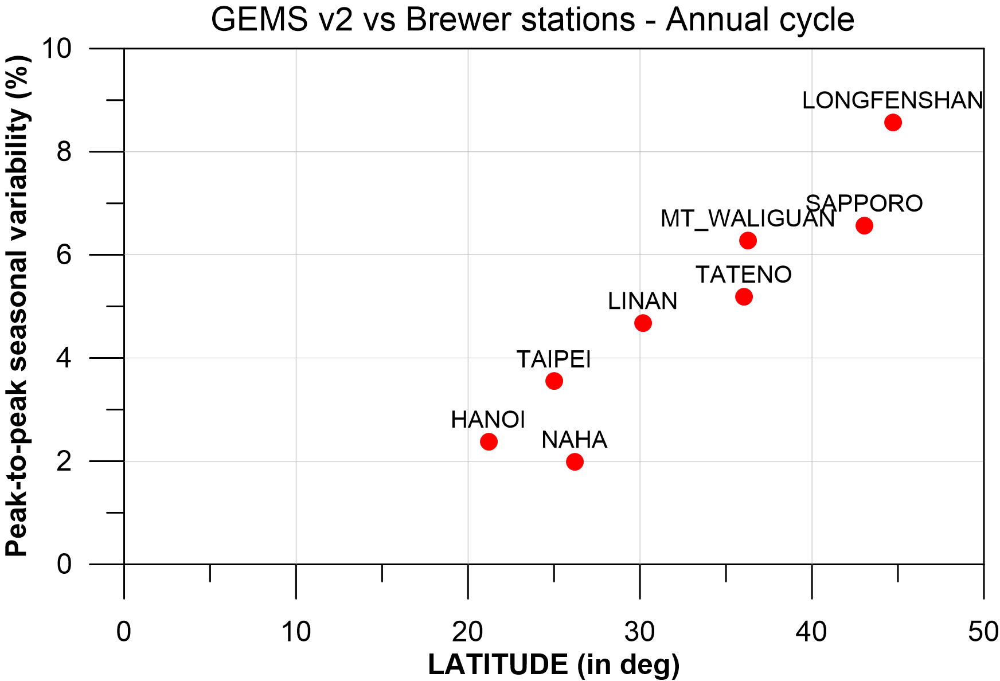 GEMS v2 vs Brewer stations - Annual cycle
Peak-to-peak seasonal variability (%)
10
8
6
4
2
0
LONGFENSHAN
SAPPORO
MT_WALIGUAN
TATENO
LINAN
TAIPEI
HANOI
NAHA
0 10 20 30 40 50
LATITUDE (in deg)